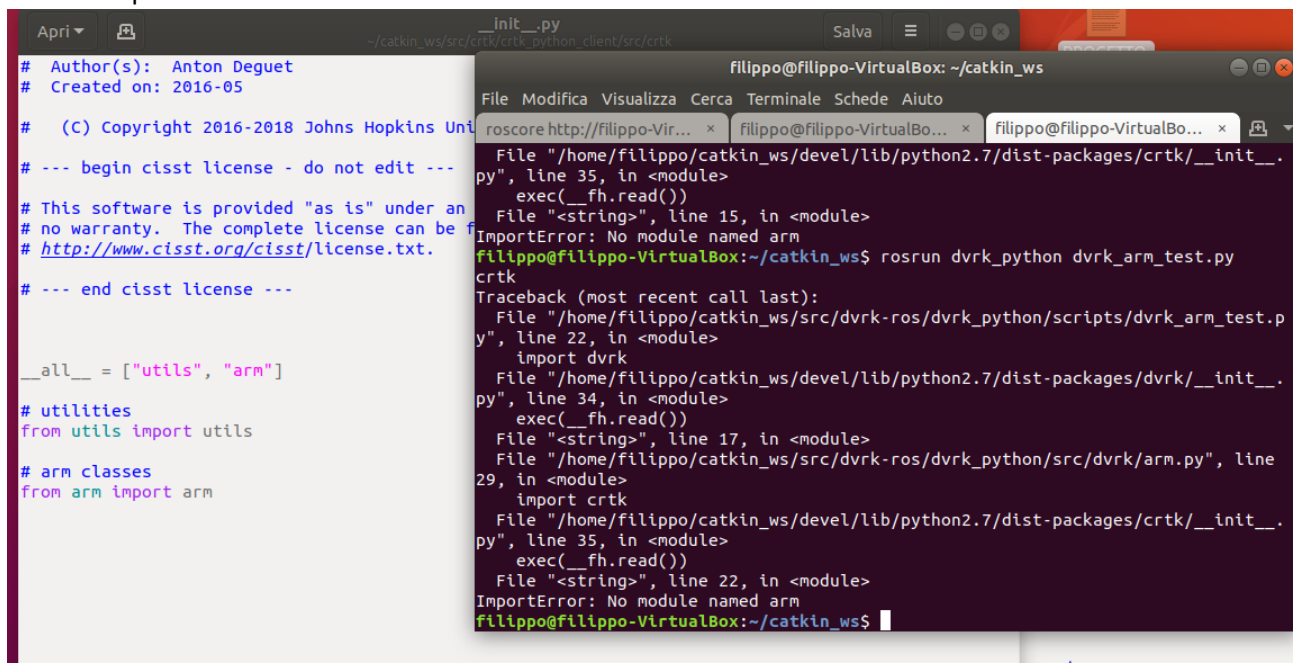 Apri
__init__.py
~/catkin_ws/src/crtk/crtk_python_client/src/crtk
Salva
# Author(s):  Anton Deguet
# Created on: 2016-05
#   (C) Copyright 2016-2018 Johns Hopkins Uni
# --- begin cisst license - do not edit ---
# This software is provided "as is" under an
# no warranty.  The complete license can be f
# http://www.cisst.org/cisst/license.txt.
# --- end cisst license ---
__all__ = ["utils", "arm"]
# utilities
from utils import utils
# arm classes
from arm import arm
filippo@filippo-VirtualBox: ~/catkin_ws
File Modifica Visualizza Cerca Terminale Schede Aiuto
roscore http://filippo-Vir... × filippo@filippo-VirtualBo... × filippo@filippo-VirtualBo... ×
  File "/home/filippo/catkin_ws/devel/lib/python2.7/dist-packages/crtk/__init__.
py", line 35, in <module>
    exec(__fh.read())
  File "<string>", line 15, in <module>
ImportError: No module named arm
filippo@filippo-VirtualBox:~/catkin_ws$ rosrun dvrk_python dvrk_arm_test.py
crtk
Traceback (most recent call last):
  File "/home/filippo/catkin_ws/src/dvrk-ros/dvrk_python/scripts/dvrk_arm_test.p
y", line 22, in <module>
    import dvrk
  File "/home/filippo/catkin_ws/devel/lib/python2.7/dist-packages/dvrk/__init__.
py", line 34, in <module>
    exec(__fh.read())
  File "<string>", line 17, in <module>
  File "/home/filippo/catkin_ws/src/dvrk-ros/dvrk_python/src/dvrk/arm.py", line
29, in <module>
    import crtk
  File "/home/filippo/catkin_ws/devel/lib/python2.7/dist-packages/crtk/__init__.
py", line 35, in <module>
    exec(__fh.read())
  File "<string>", line 22, in <module>
ImportError: No module named arm
filippo@filippo-VirtualBox:~/catkin_ws$